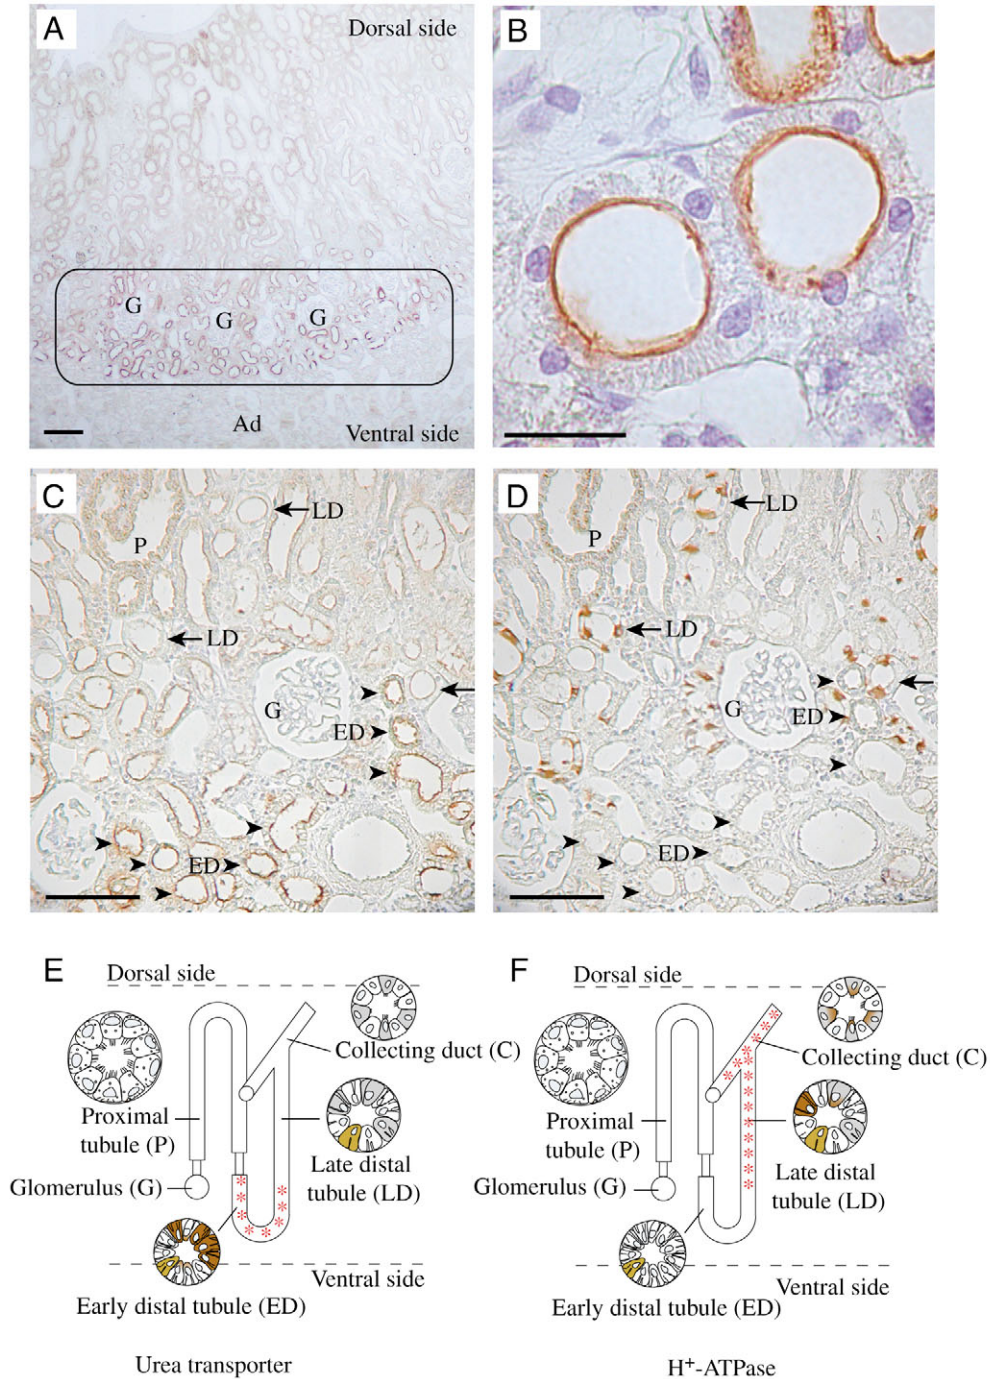 A
Dorsal side
G
G
G
Ad
Ventral side
B
C
LD
P
LD
G
ED
ED
D
LD
P
LD
G
ED
ED
E
Dorsal side
Collecting duct (C)
Proximal
tubule (P)
Late distal
tubule (LD)
Glomerulus (G)
Ventral side
Early distal tubule (ED)
Urea transporter
F
Dorsal side
Collecting duct (C)
Proximal
tubule (P)
Late distal
tubule (LD)
Glomerulus (G)
Ventral side
Early distal tubule (ED)
H⁺-ATPase